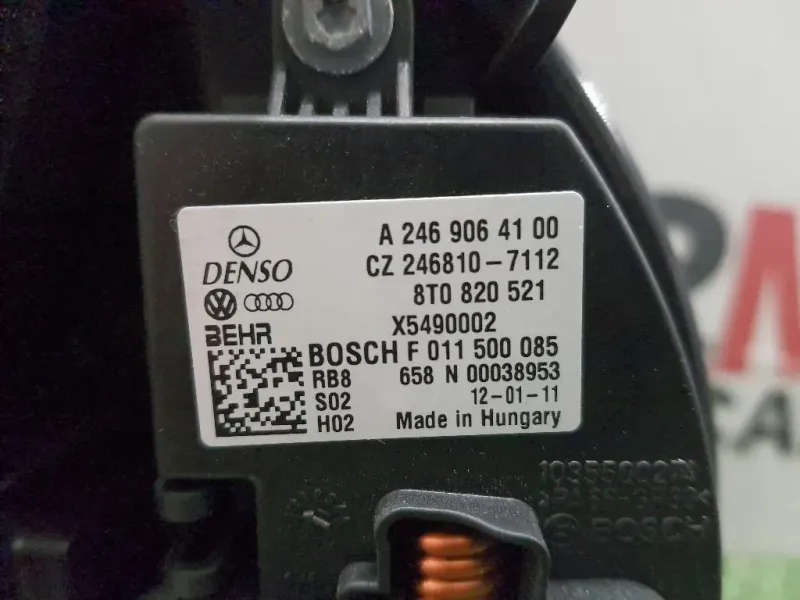 A 246 906 41 00
DENSO CZ 246810-7112
8T0 820 521
BEHR X5490002
BOSCH F 011 500 085
RB8 658 N 00038953
S02 12-01-11
H02 Made in Hungary
BOSCH